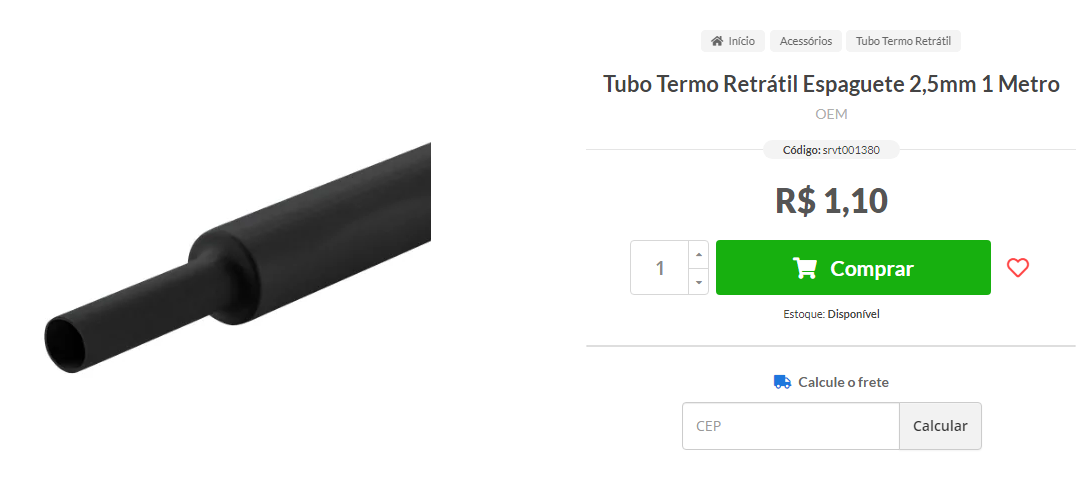 Início
Acessórios
Tubo Termo Retrátil
Tubo Termo Retrátil Espaguete 2,5mm 1 Metro
OEM
Código: srvt001380
R$ 1,10
1
Comprar
Estoque: Disponível
Calcule o frete
CEP
Calcular